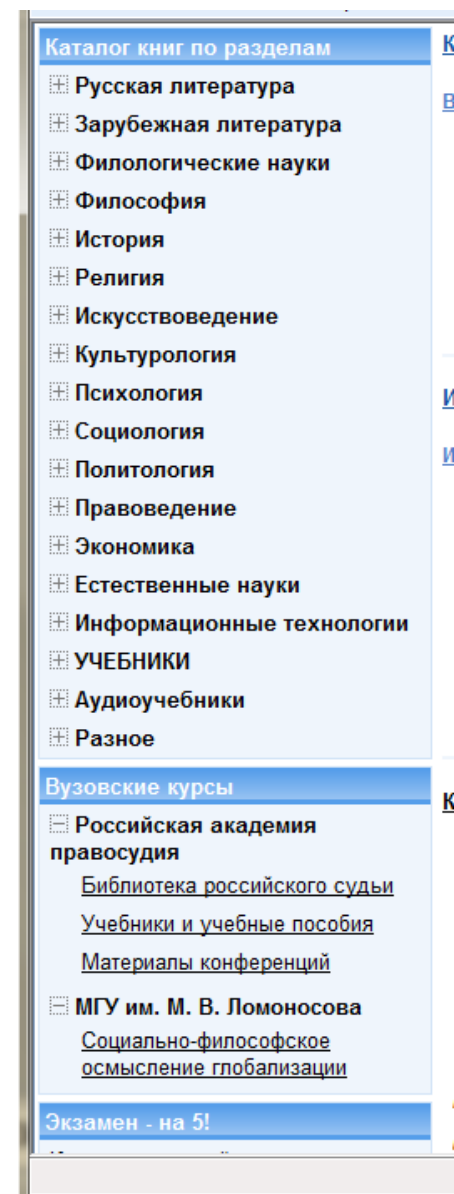 Каталог книг по разделам
Русская литература
Зарубежная литература
Филологические науки
Философия
История
Религия
Искусствоведение
Культурология
Психология
Социология
Политология
Правоведение
Экономика
Естественные науки
Информационные технологии
УЧЕБНИКИ
Аудиоучебники
Разное
Вузовские курсы
Российская академия
правосудия
Библиотека российского судьи
Учебники и учебные пособия
Материалы конференций
МГУ им. М. В. Ломоносова
Социально-философское
осмысление глобализации
Экзамен - на 5!